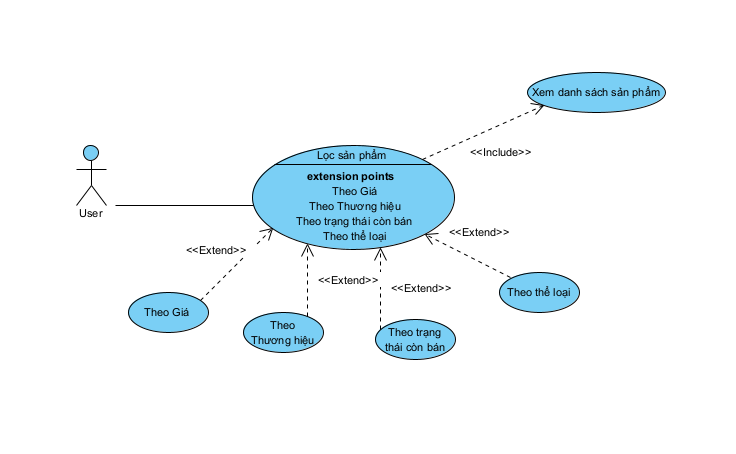 Xem danh sách sản phẩm
<<Include>>
Lọc sản phẩm
extension points
Theo Giá
Theo Thương hiệu
Theo trạng thái còn bán
Theo thể loại
User
<<Extend>>
<<Extend>>
<<Extend>>
<<Extend>>
Theo Giá
Theo
Thương hiệu
Theo trạng
thái còn bán
Theo thể loại